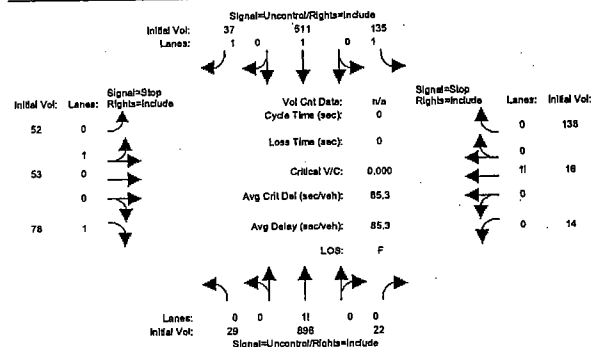 Signal=Uncontrol/Rights=Include
Initial Vol: 37 511 135
Lanes: 1 0 1 0 1
Signal=Stop
Initial Vol: Lanes: Rights=Include
Vol Cnt Data: n/a
Signal=Stop
Rights=Include Lanes: Initial Vol:
Cycle Time (sec): 0
52 0
0 138
Loss Time (sec): 0
1
0
53 0
Critical V/C: 0.000
1! 16
0
Avg Crit Del (sec/veh): 85.3
0
78 1
Avg Delay (sec/veh): 85.3
0 14
LOS: F
Lanes: 0 0 1! 0 0
Initial Vol: 29 896 22
Signal=Uncontrol/Rights=Include